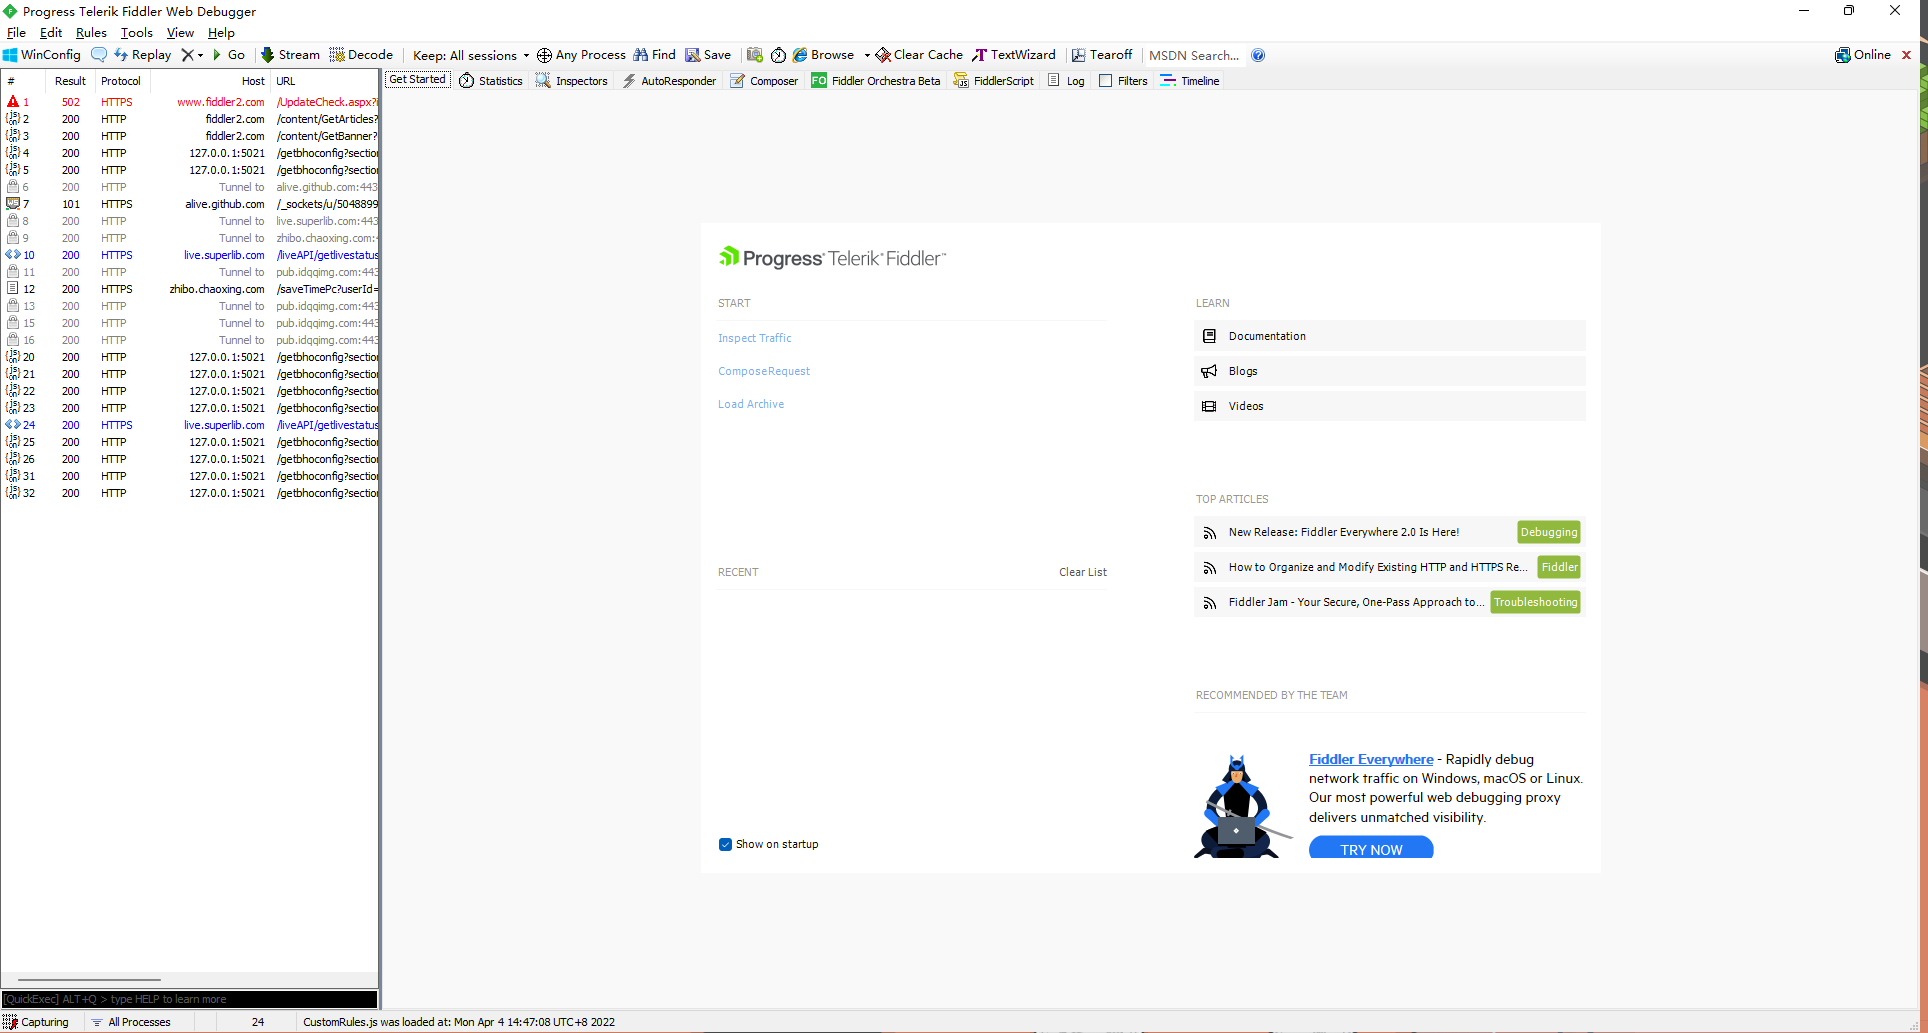 Progress Telerik Fiddler Web Debugger
File Edit Rules Tools View Help
WinConfig Replay Go Stream Decode Keep: All sessions Any Process Find Save Browse Clear Cache TextWizard Tearoff MSDN Search... Online
# Result Protocol Host URL
Get Started Statistics Inspectors AutoResponder Composer FO Fiddler Orchestra Beta FiddlerScript Log Filters Timeline
1 502 HTTPS www.fiddler2.com /UpdateCheck.aspx?i
2 200 HTTP fiddler2.com /content/GetArticles?
3 200 HTTP fiddler2.com /content/GetBanner?
4 200 HTTP 127.0.0.1:5021 /getbhoconfig?section
5 200 HTTP 127.0.0.1:5021 /getbhoconfig?section
6 200 HTTP Tunnel to alive.github.com:443
7 101 HTTPS alive.github.com /_sockets/u/5048899
8 200 HTTP Tunnel to live.superlib.com:443
9 200 HTTP Tunnel to zhibo.chaoxing.com:
10 200 HTTPS live.superlib.com /liveAPI/getlivestatus
11 200 HTTP Tunnel to pub.idqqimg.com:443
12 200 HTTPS zhibo.chaoxing.com /saveTimePc?userId=
13 200 HTTP Tunnel to pub.idqqimg.com:443
15 200 HTTP Tunnel to pub.idqqimg.com:443
16 200 HTTP Tunnel to pub.idqqimg.com:443
20 200 HTTP 127.0.0.1:5021 /getbhoconfig?section
21 200 HTTP 127.0.0.1:5021 /getbhoconfig?section
22 200 HTTP 127.0.0.1:5021 /getbhoconfig?section
23 200 HTTP 127.0.0.1:5021 /getbhoconfig?section
24 200 HTTPS live.superlib.com /liveAPI/getlivestatus
25 200 HTTP 127.0.0.1:5021 /getbhoconfig?section
26 200 HTTP 127.0.0.1:5021 /getbhoconfig?section
31 200 HTTP 127.0.0.1:5021 /getbhoconfig?section
32 200 HTTP 127.0.0.1:5021 /getbhoconfig?section
Progress® Telerik® Fiddler™
START
Inspect Traffic
ComposeRequest
Load Archive
RECENT Clear List
Show on startup
LEARN
Documentation
Blogs
Videos
TOP ARTICLES
New Release: Fiddler Everywhere 2.0 Is Here! Debugging
How to Organize and Modify Existing HTTP and HTTPS Re... Fiddler
Fiddler Jam - Your Secure, One-Pass Approach to... Troubleshooting
RECOMMENDED BY THE TEAM
Fiddler Everywhere - Rapidly debug
network traffic on Windows, macOS or Linux.
Our most powerful web debugging proxy
delivers unmatched visibility.
TRY NOW
[QuickExec] ALT+Q > type HELP to learn more
Capturing All Processes 24 CustomRules.js was loaded at: Mon Apr 4 14:47:08 UTC+8 2022